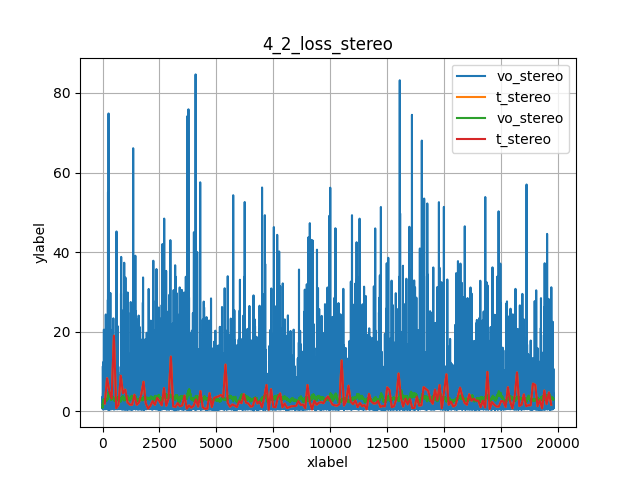 4_2_loss_stereo
vo_stereo
t_stereo
vo_stereo
t_stereo
80
60
40
20
0
ylabel
0 2500 5000 7500 10000 12500 15000 17500 20000
xlabel